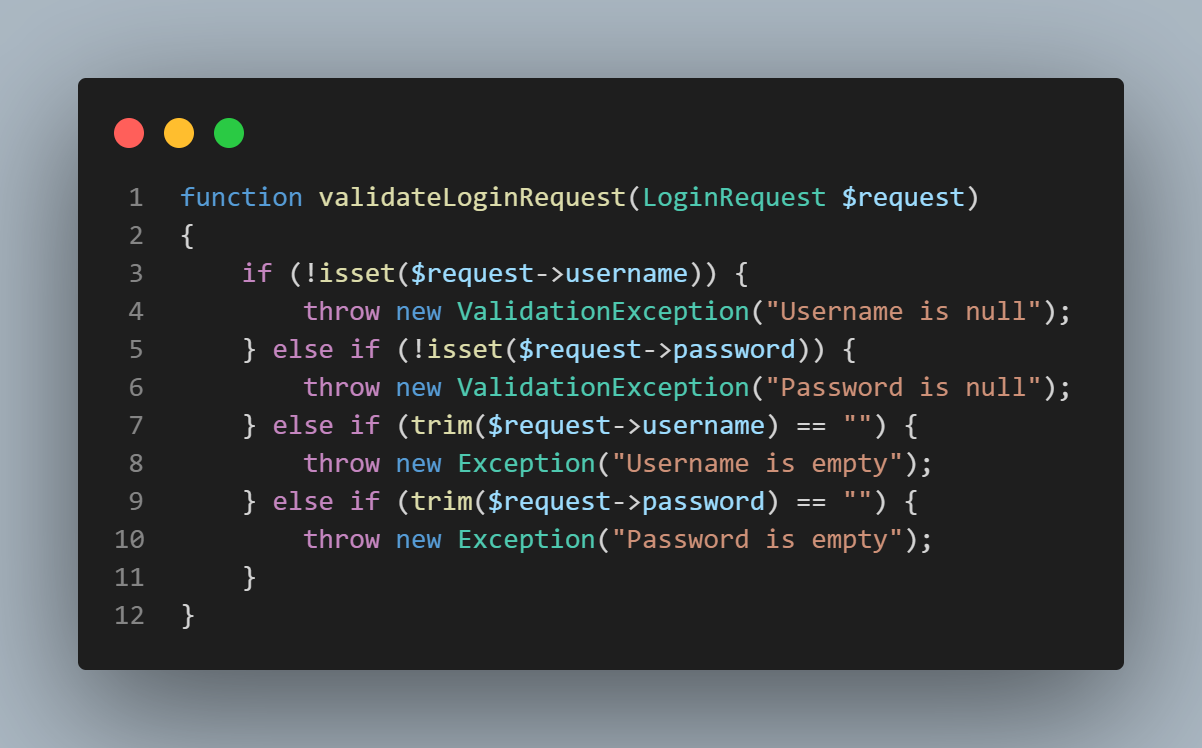 1 function validateLoginRequest(LoginRequest $request)
2 {
3     if (!isset($request->username)) {
4         throw new ValidationException("Username is null");
5     } else if (!isset($request->password)) {
6         throw new ValidationException("Password is null");
7     } else if (trim($request->username) == "") {
8         throw new Exception("Username is empty");
9     } else if (trim($request->password) == "") {
10         throw new Exception("Password is empty");
11     }
12 }